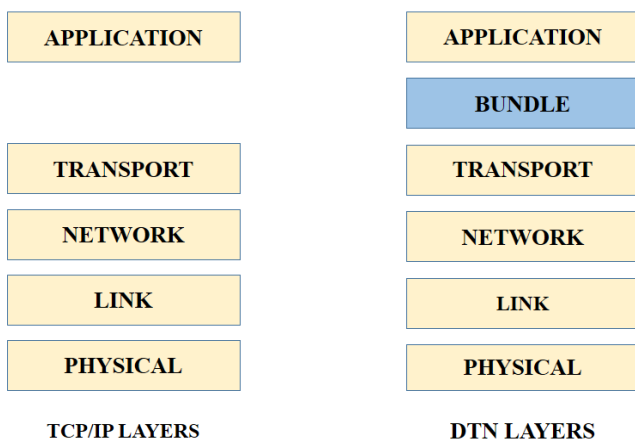 APPLICATION
TRANSPORT
NETWORK
LINK
PHYSICAL
TCP/IP LAYERS
APPLICATION
BUNDLE
TRANSPORT
NETWORK
LINK
PHYSICAL
DTN LAYERS